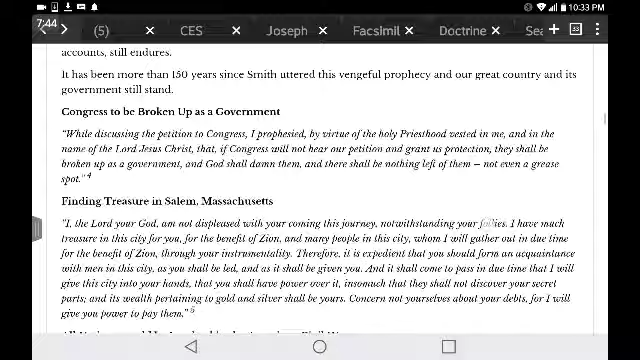 10:33 PM
7:44
(5) CES Joseph Facsimil Doctrine Sea 33
accounts, still endures.
It has been more than 150 years since Smith uttered this vengeful prophecy and our great country and its
government still stand.
Congress to be Broken Up as a Government
"While discussing the petition to Congress, I prophesied, by virtue of the holy Priesthood vested in me, and in the
name of the Lord Jesus Christ, that, if Congress will not hear our petition and grant us protection, they shall be
broken up as a government, and God shall damn them, and there shall be nothing left of them – not even a grease
spot." 4
Finding Treasure in Salem, Massachusetts
"I, the Lord your God, am not displeased with your coming this journey, notwithstanding your follies. I have much
treasure in this city for you, for the benefit of Zion, and many people in this city, whom I will gather out in due time
for the benefit of Zion, through your instrumentality. Therefore, it is expedient that you should form an acquaintance
with men in this city, as you shall be led, and as it shall be given you. And it shall come to pass in due time that I will
give this city into your hands, that you shall have power over it, insomuch that they shall not discover your secret
parts; and its wealth pertaining to gold and silver shall be yours. Concern not yourselves about your debts, for I will
give you power to pay them." 5